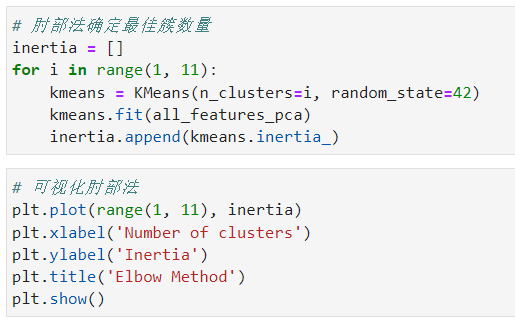 # 肘部法确定最佳簇数量
inertia = []
for i in range(1, 11):
    kmeans = KMeans(n_clusters=i, random_state=42)
    kmeans.fit(all_features_pca)
    inertia.append(kmeans.inertia_)
# 可视化肘部法
plt.plot(range(1, 11), inertia)
plt.xlabel('Number of clusters')
plt.ylabel('Inertia')
plt.title('Elbow Method')
plt.show()